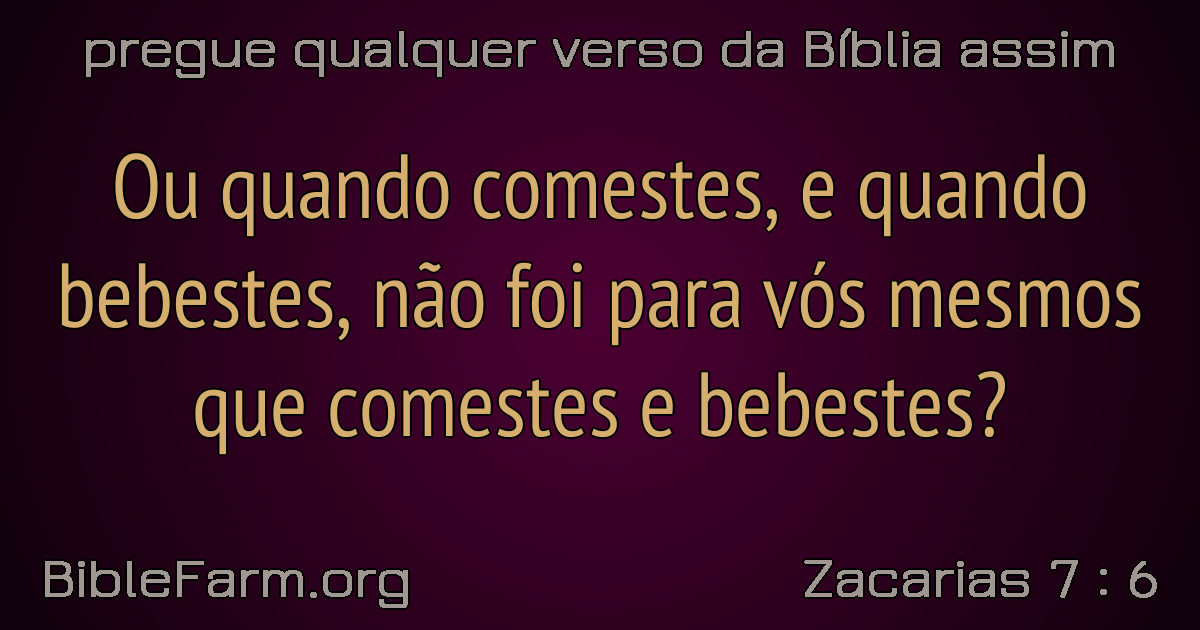 pregue qualquer verso da Bíblia assim
Ou quando comestes, e quando
bebestes, não foi para vós mesmos
que comestes e bebestes?
BibleFarm.org
Zacarias 7 : 6